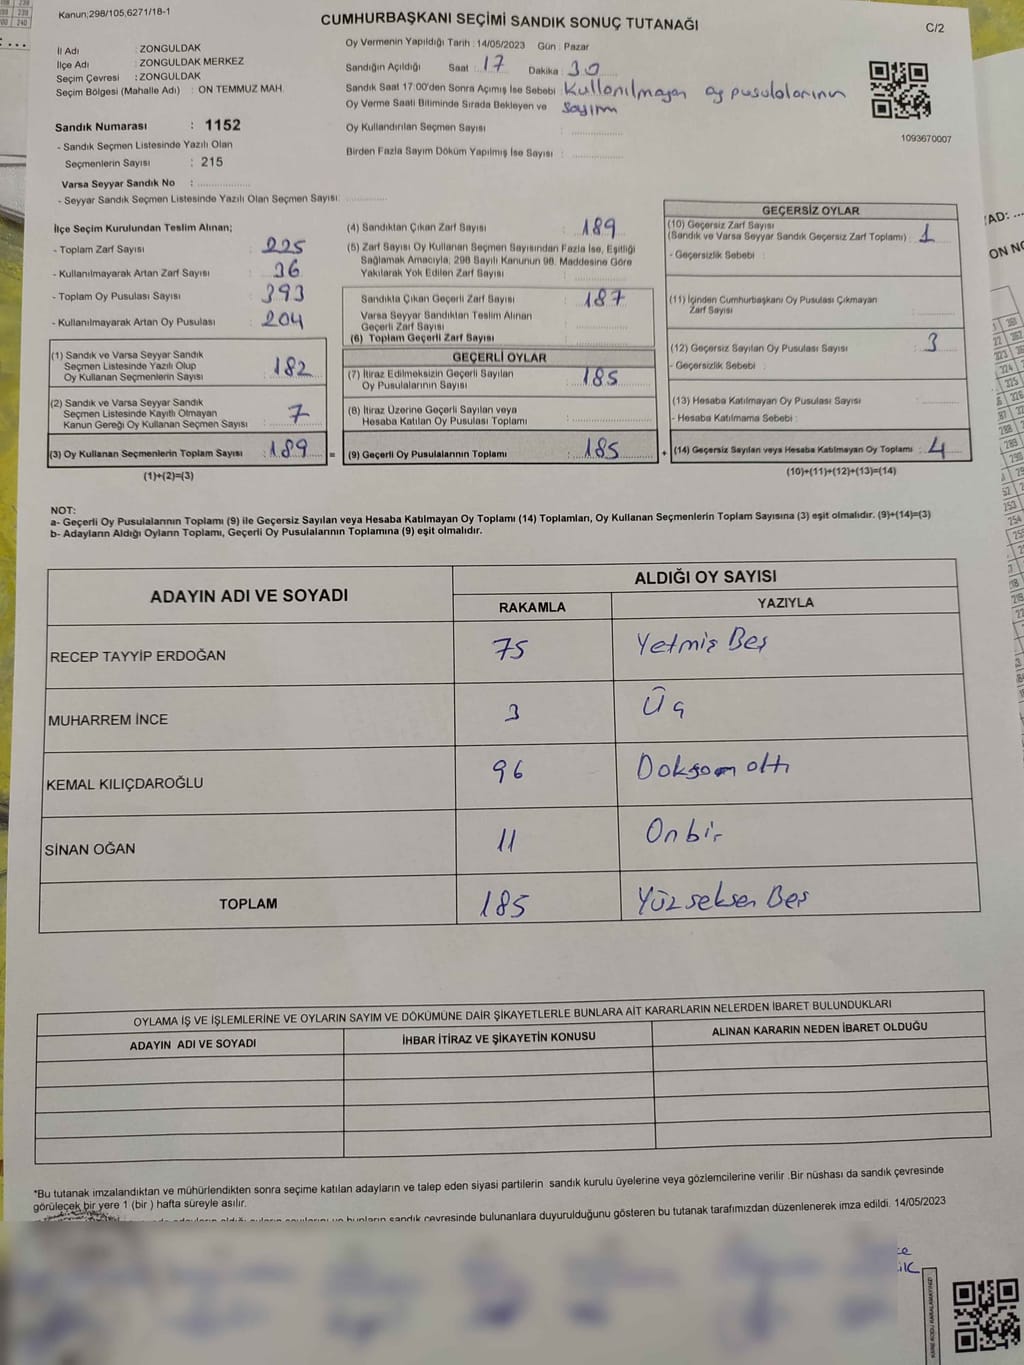 Kanun;298/105,6271/18-1
CUMHURBAŞKANI SEÇİMİ SANDIK SONUÇ TUTANAĞI
C/2
İl Adı : ZONGULDAK
İlçe Adı : ZONGULDAK MERKEZ
Seçim Çevresi : ZONGULDAK
Seçim Bölgesi (Mahalle Adı) : ON TEMMUZ MAH.
Sandık Numarası : 1152
- Sandık Seçmen Listesinde Yazılı Olan
Seçmenlerin Sayısı : 215
Varsa Seyyar Sandık No :
- Seyyar Sandık Seçmen Listesinde Yazılı Olan Seçmen Sayısı:
Oy Vermenin Yapıldığı Tarih : 14/05/2023 Gün : Pazar
Sandığın Açıldığı Saat : 17 Dakika : 30
Sandık Saat 17:00'den Sonra Açımış İse Sebebi : Kullanılmayan oy pusulalarının
Oy Verme Saati Bitiminde Sırada Bekleyen ve sayımı
Oy Kullandırılan Seçmen Sayısı :
Birden Fazla Sayım Döküm Yapılmış İse Sayısı :
1093670007
İlçe Seçim Kurulundan Teslim Alınan;
- Toplam Zarf Sayısı : 225
- Kullanılmayarak Artan Zarf Sayısı : 36
- Toplam Oy Pusulası Sayısı : 393
- Kullanılmayarak Artan Oy Pusulası : 204
(1) Sandık ve Varsa Seyyar Sandık
Seçmen Listesinde Yazılı Olup
Oy Kullanan Seçmenlerin Sayısı : 182
(2) Sandık ve Varsa Seyyar Sandık
Seçmen Listesinde Kayıtlı Olmayan
Kanun Gereği Oy Kullanan Seçmen Sayısı : 7
(3) Oy Kullanan Seçmenlerin Toplam Sayısı : 189 =
(1)+(2)=(3)
(4) Sandıktan Çıkan Zarf Sayısı : 189
(5) Zarf Sayısı Oy Kullanan Seçmen Sayısından Fazla İse, Eşitliği
Sağlamak Amacıyla, 298 Sayılı Kanunun 98. Maddesine Göre
Yakılarak Yok Edilen Zarf Sayısı :
Sandıkta Çıkan Geçerli Zarf Sayısı : 187
Varsa Seyyar Sandıktan Teslim Alınan
Geçerli Zarf Sayısı :
(6) Toplam Geçerli Zarf Sayısı :
GEÇERLİ OYLAR
(7) İtiraz Edilmeksizin Geçerli Sayılan
Oy Pusulalarının Sayısı : 185
(8) İtiraz Üzerine Geçerli Sayılan veya
Hesaba Katılan Oy Pusulası Toplamı :
(9) Geçerli Oy Pusulalarının Toplamı : 185 +
GEÇERSİZ OYLAR
(10) Geçersiz Zarf Sayısı
(Sandık ve Varsa Seyyar Sandık Geçersiz Zarf Toplamı) : 1
- Geçersizlik Sebebi :
(11) İçinden Cumhurbaşkanı Oy Pusulası Çıkmayan
Zarf Sayısı :
(12) Geçersiz Sayılan Oy Pusulası Sayısı : 3
- Geçersizlik Sebebi :
(13) Hesaba Katılmayan Oy Pusulası Sayısı :
- Hesaba Katılmama Sebebi :
(14) Geçersiz Sayılan veya Hesaba Katılmayan Oy Toplamı : 4
(10)+(11)+(12)+(13)=(14)
NOT:
a- Geçerli Oy Pusulalarının Toplamı (9) ile Geçersiz Sayılan veya Hesaba Katılmayan Oy Toplamı (14) Toplamları, Oy Kullanan Seçmenlerin Toplam Sayısına (3) eşit olmalıdır. (9)+(14)=(3)
b- Adayların Aldığı Oyların Toplamı, Geçerli Oy Pusulalarının Toplamına (9) eşit olmalıdır.
ADAYIN ADI VE SOYADI
ALDIĞI OY SAYISI
RAKAMLA YAZIYLA
RECEP TAYYİP ERDOĞAN 75 Yetmiş Beş
MUHARREM İNCE 3 Üç
KEMAL KILIÇDAROĞLU 96 Doksan altı
SİNAN OĞAN 11 Onbir
TOPLAM 185 Yüz seksen Beş
OYLAMA İŞ VE İŞLEMLERİNE VE OYLARIN SAYIM VE DÖKÜMÜNE DAİR ŞİKAYETLERLE BUNLARA AİT KARARLARIN NELERDEN İBARET BULUNDUKLARI
ADAYIN ADI VE SOYADI İHBAR İTİRAZ VE ŞİKAYETİN KONUSU ALINAN KARARIN NEDEN İBARET OLDUĞU
*Bu tutanak imzalandıktan ve mühürlendikten sonra seçime katılan adayların ve talep eden siyasi partilerin sandık kurulu üyelerine veya gözlemcilerine verilir .Bir nüshası da sandık çevresinde
görülecek bir yere 1 (bir ) hafta süreyle asılır.
bunların sandık çevresinde bulunanlara duyurulduğunu gösteren bu tutanak tarafımızdan düzenlenerek imza edildi. 14/05/2023